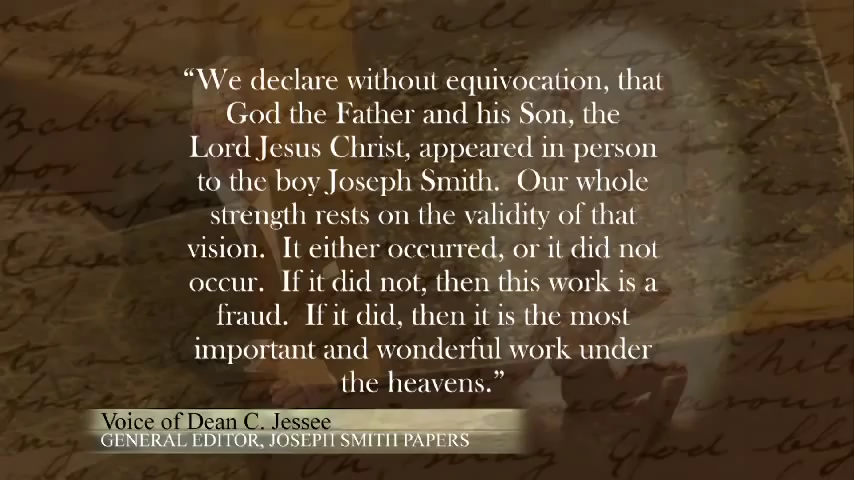 “We declare without equivocation, that
God the Father and his Son, the
Lord Jesus Christ, appeared in person
to the boy Joseph Smith.  Our whole
strength rests on the validity of that
vision.  It either occurred, or it did not
occur.  If it did not, then this work is a
fraud.  If it did, then it is the most
important and wonderful work under
the heavens.”
Voice of Dean C. Jessee
GENERAL EDITOR, JOSEPH SMITH PAPERS